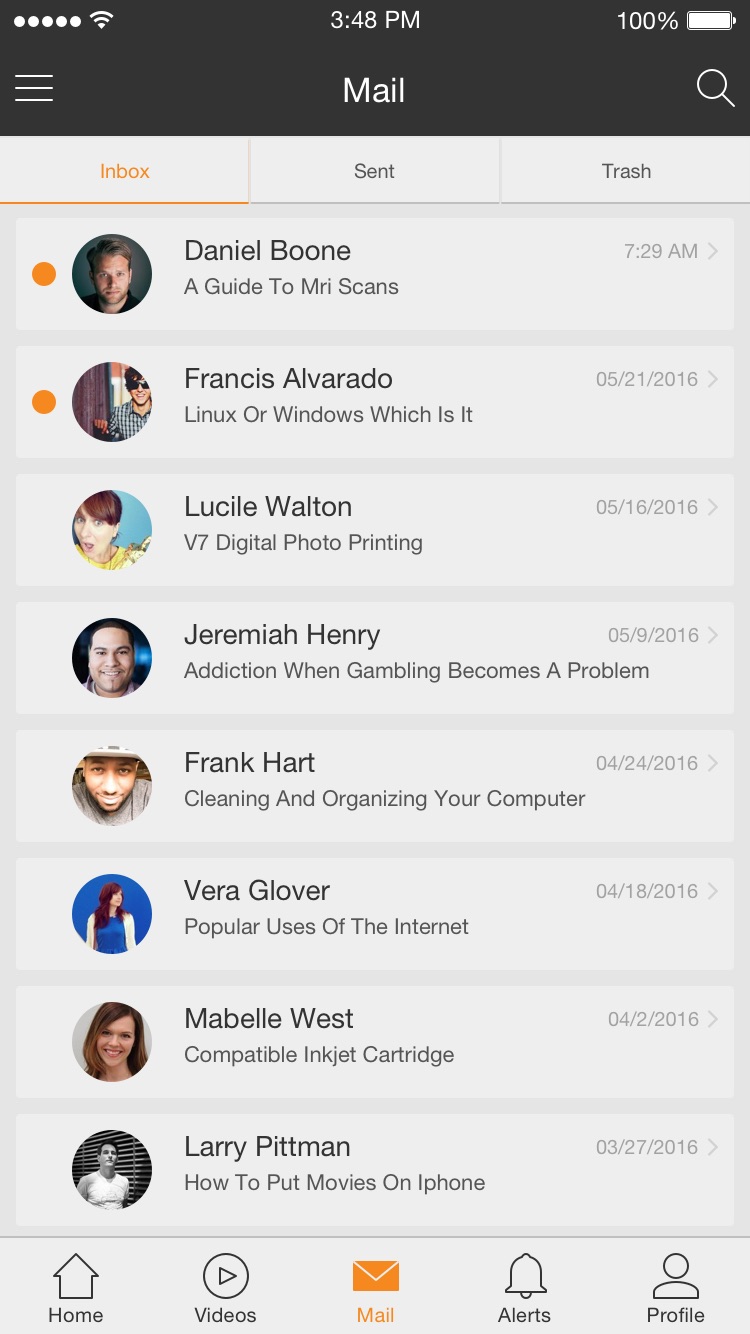 3:48 PM 100%
Mail
Inbox Sent Trash
Daniel Boone 7:29 AM
A Guide To Mri Scans
Francis Alvarado 05/21/2016
Linux Or Windows Which Is It
Lucile Walton 05/16/2016
V7 Digital Photo Printing
Jeremiah Henry 05/9/2016
Addiction When Gambling Becomes A Problem
Frank Hart 04/24/2016
Cleaning And Organizing Your Computer
Vera Glover 04/18/2016
Popular Uses Of The Internet
Mabelle West 04/2/2016
Compatible Inkjet Cartridge
Larry Pittman 03/27/2016
How To Put Movies On Iphone
Home Videos Mail Alerts Profile